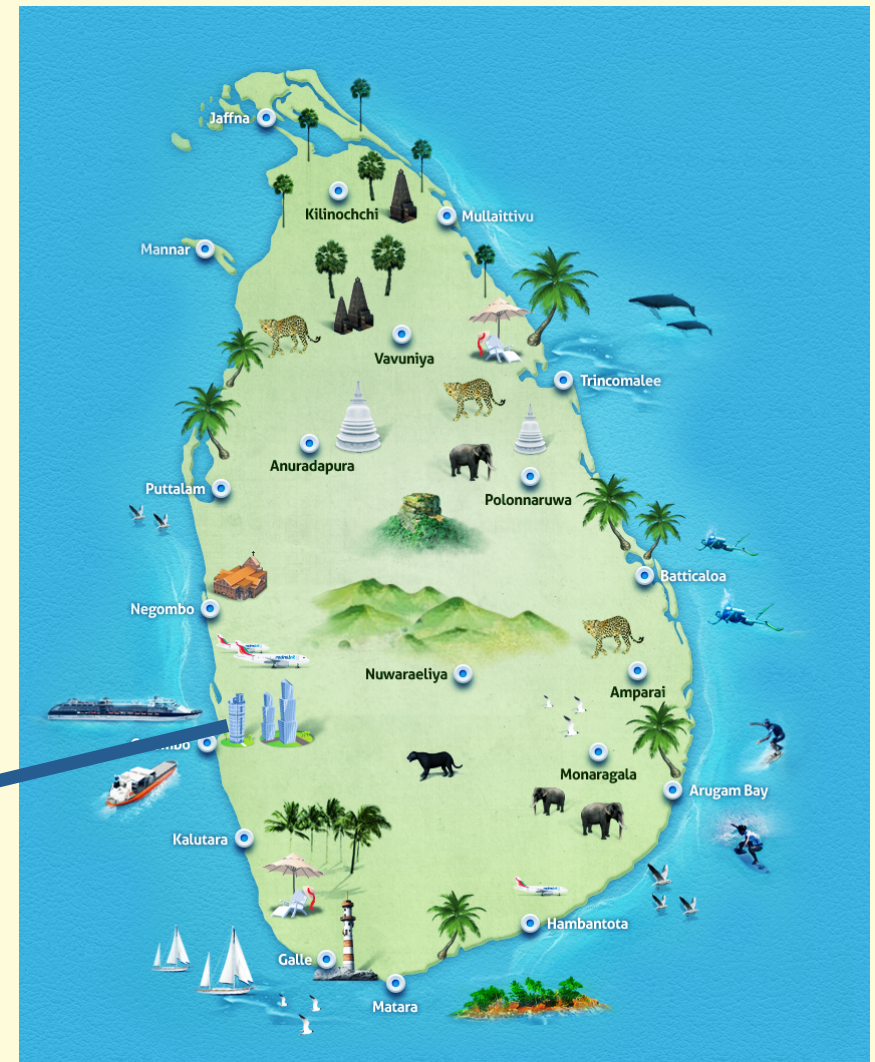 Jaffna
Kilinochchi
Mullaittivu
Mannar
Vavuniya
Trincomalee
Anuradapura
Puttalam
Polonnaruwa
Batticaloa
Negombo
Nuwaraeliya
Amparai
Monaragala
Arugam Bay
Kalutara
Hambantota
Galle
Matara